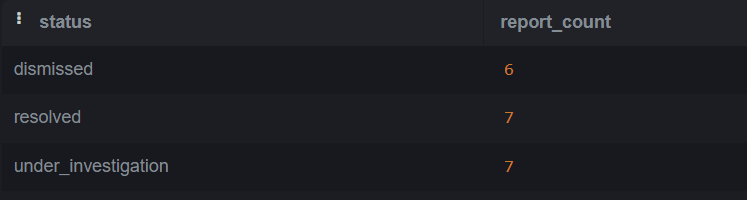 status report_count
dismissed 6
resolved 7
under_investigation 7